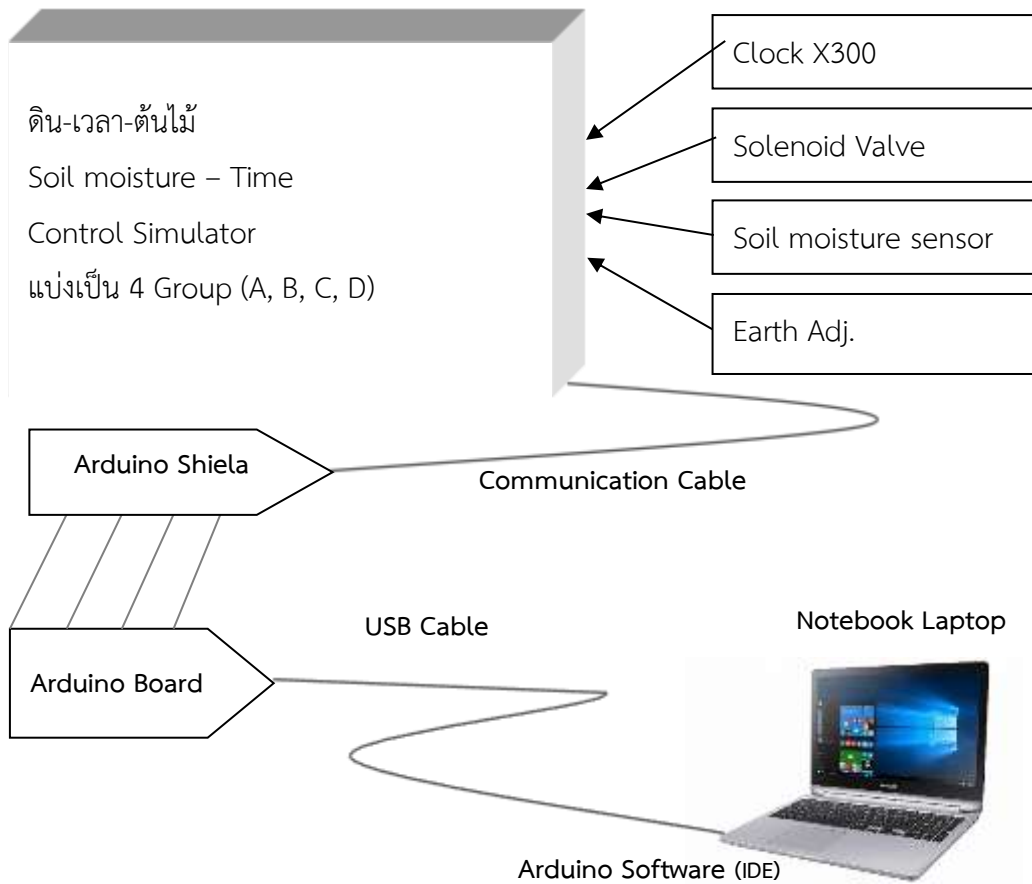 Clock X300
ดิน-เวลา-ต้นไม้
Soil moisture – Time
Control Simulator
แบ่งเป็น 4 Group (A, B, C, D)
Solenoid Valve
Soil moisture sensor
Earth Adj.
Arduino Shiela
Communication Cable
USB Cable
Notebook Laptop
Arduino Board
Arduino Software (IDE)